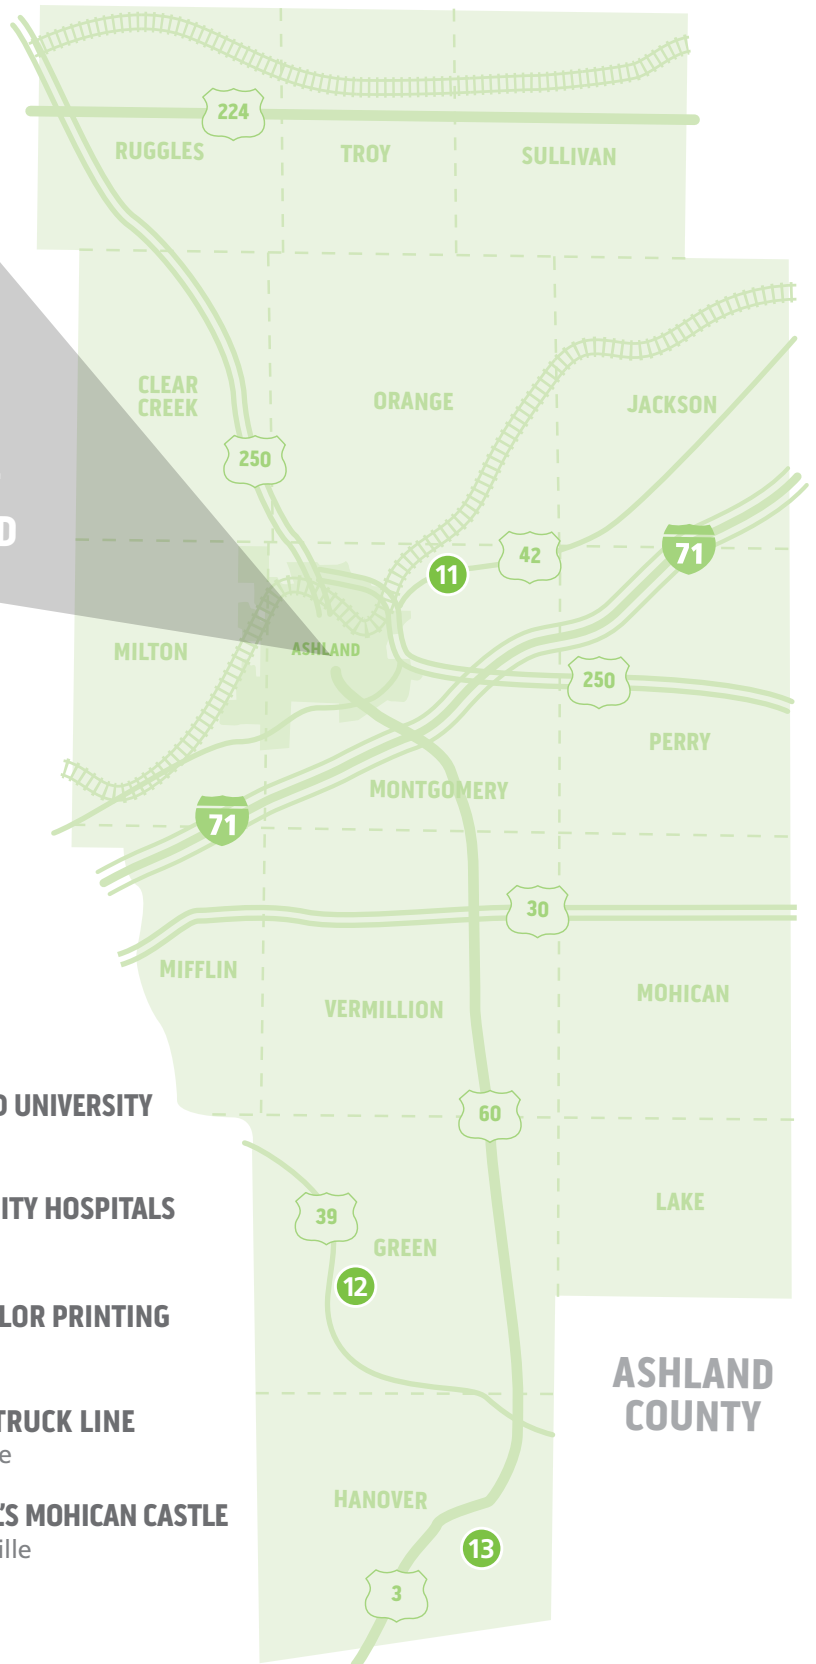 224
RUGGLES
TROY
SULLIVAN
CLEAR
CREEK
ORANGE
JACKSON
250
D
42
71
11
MILTON
ASHLAND
250
PERRY
MONTGOMERY
71
30
MIFFLIN
MOHICAN
VERMILLION
D UNIVERSITY
60
ITY HOSPITALS
LAKE
39
GREEN
12
LOR PRINTING
ASHLAND
COUNTY
TRUCK LINE
e
HANOVER
'S MOHICAN CASTLE
ille
13
3